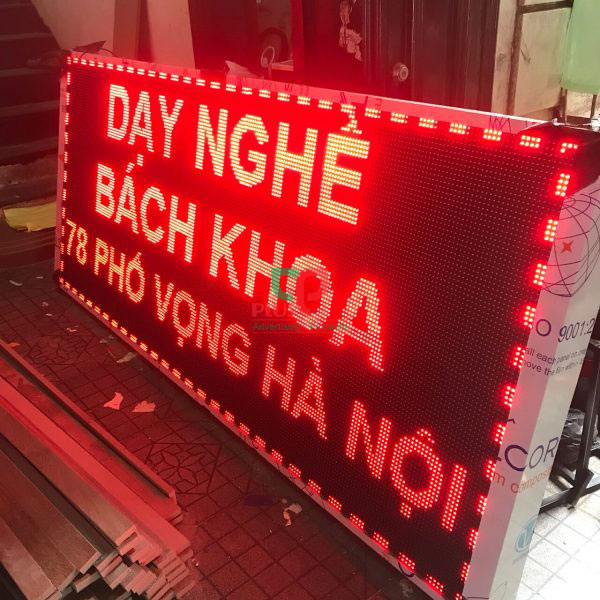 DẠY NGHỀ
BÁCH KHOA
78 PHỐ VỌNG HÀ NỘI